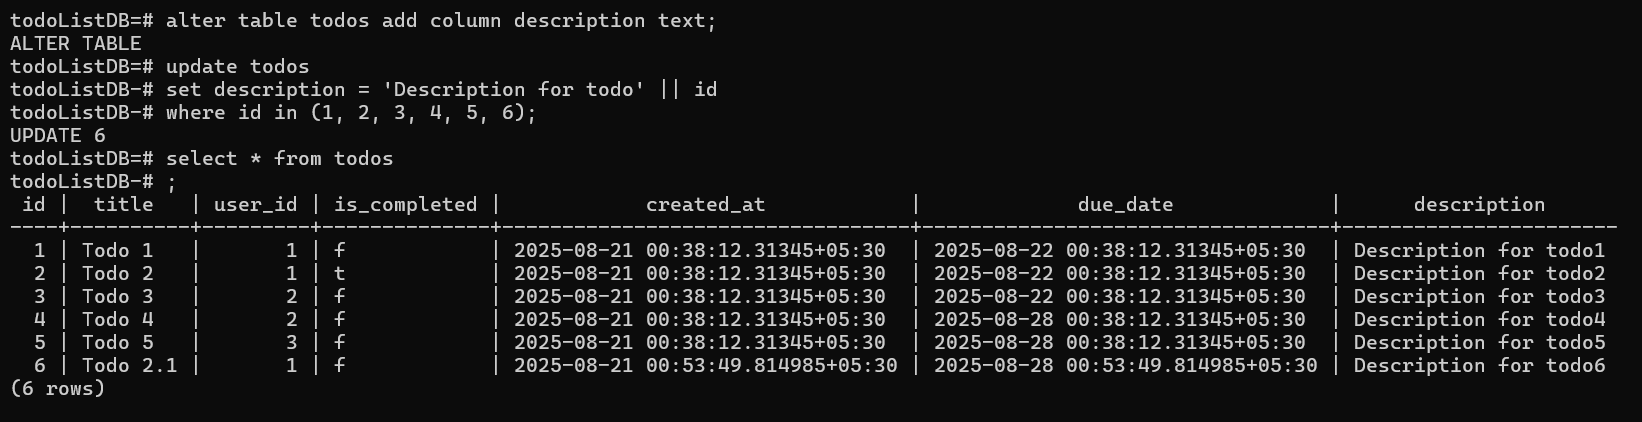 todoListDB=# alter table todos add column description text;
ALTER TABLE
todoListDB=# update todos
todoListDB-# set description = 'Description for todo' || id
todoListDB-# where id in (1, 2, 3, 4, 5, 6);
UPDATE 6
todoListDB=# select * from todos
todoListDB-# ;
 id |  title   | user_id | is_completed |            created_at            |             due_date             |      description
----+----------+---------+--------------+----------------------------------+----------------------------------+-----------------------
  1 | Todo 1   |       1 | f            | 2025-08-21 00:38:12.31345+05:30  | 2025-08-22 00:38:12.31345+05:30  | Description for todo1
  2 | Todo 2   |       1 | t            | 2025-08-21 00:38:12.31345+05:30  | 2025-08-22 00:38:12.31345+05:30  | Description for todo2
  3 | Todo 3   |       2 | f            | 2025-08-21 00:38:12.31345+05:30  | 2025-08-22 00:38:12.31345+05:30  | Description for todo3
  4 | Todo 4   |       2 | f            | 2025-08-21 00:38:12.31345+05:30  | 2025-08-28 00:38:12.31345+05:30  | Description for todo4
  5 | Todo 5   |       3 | f            | 2025-08-21 00:38:12.31345+05:30  | 2025-08-28 00:38:12.31345+05:30  | Description for todo5
  6 | Todo 2.1 |       1 | f            | 2025-08-21 00:53:49.814985+05:30 | 2025-08-28 00:53:49.814985+05:30 | Description for todo6
(6 rows)